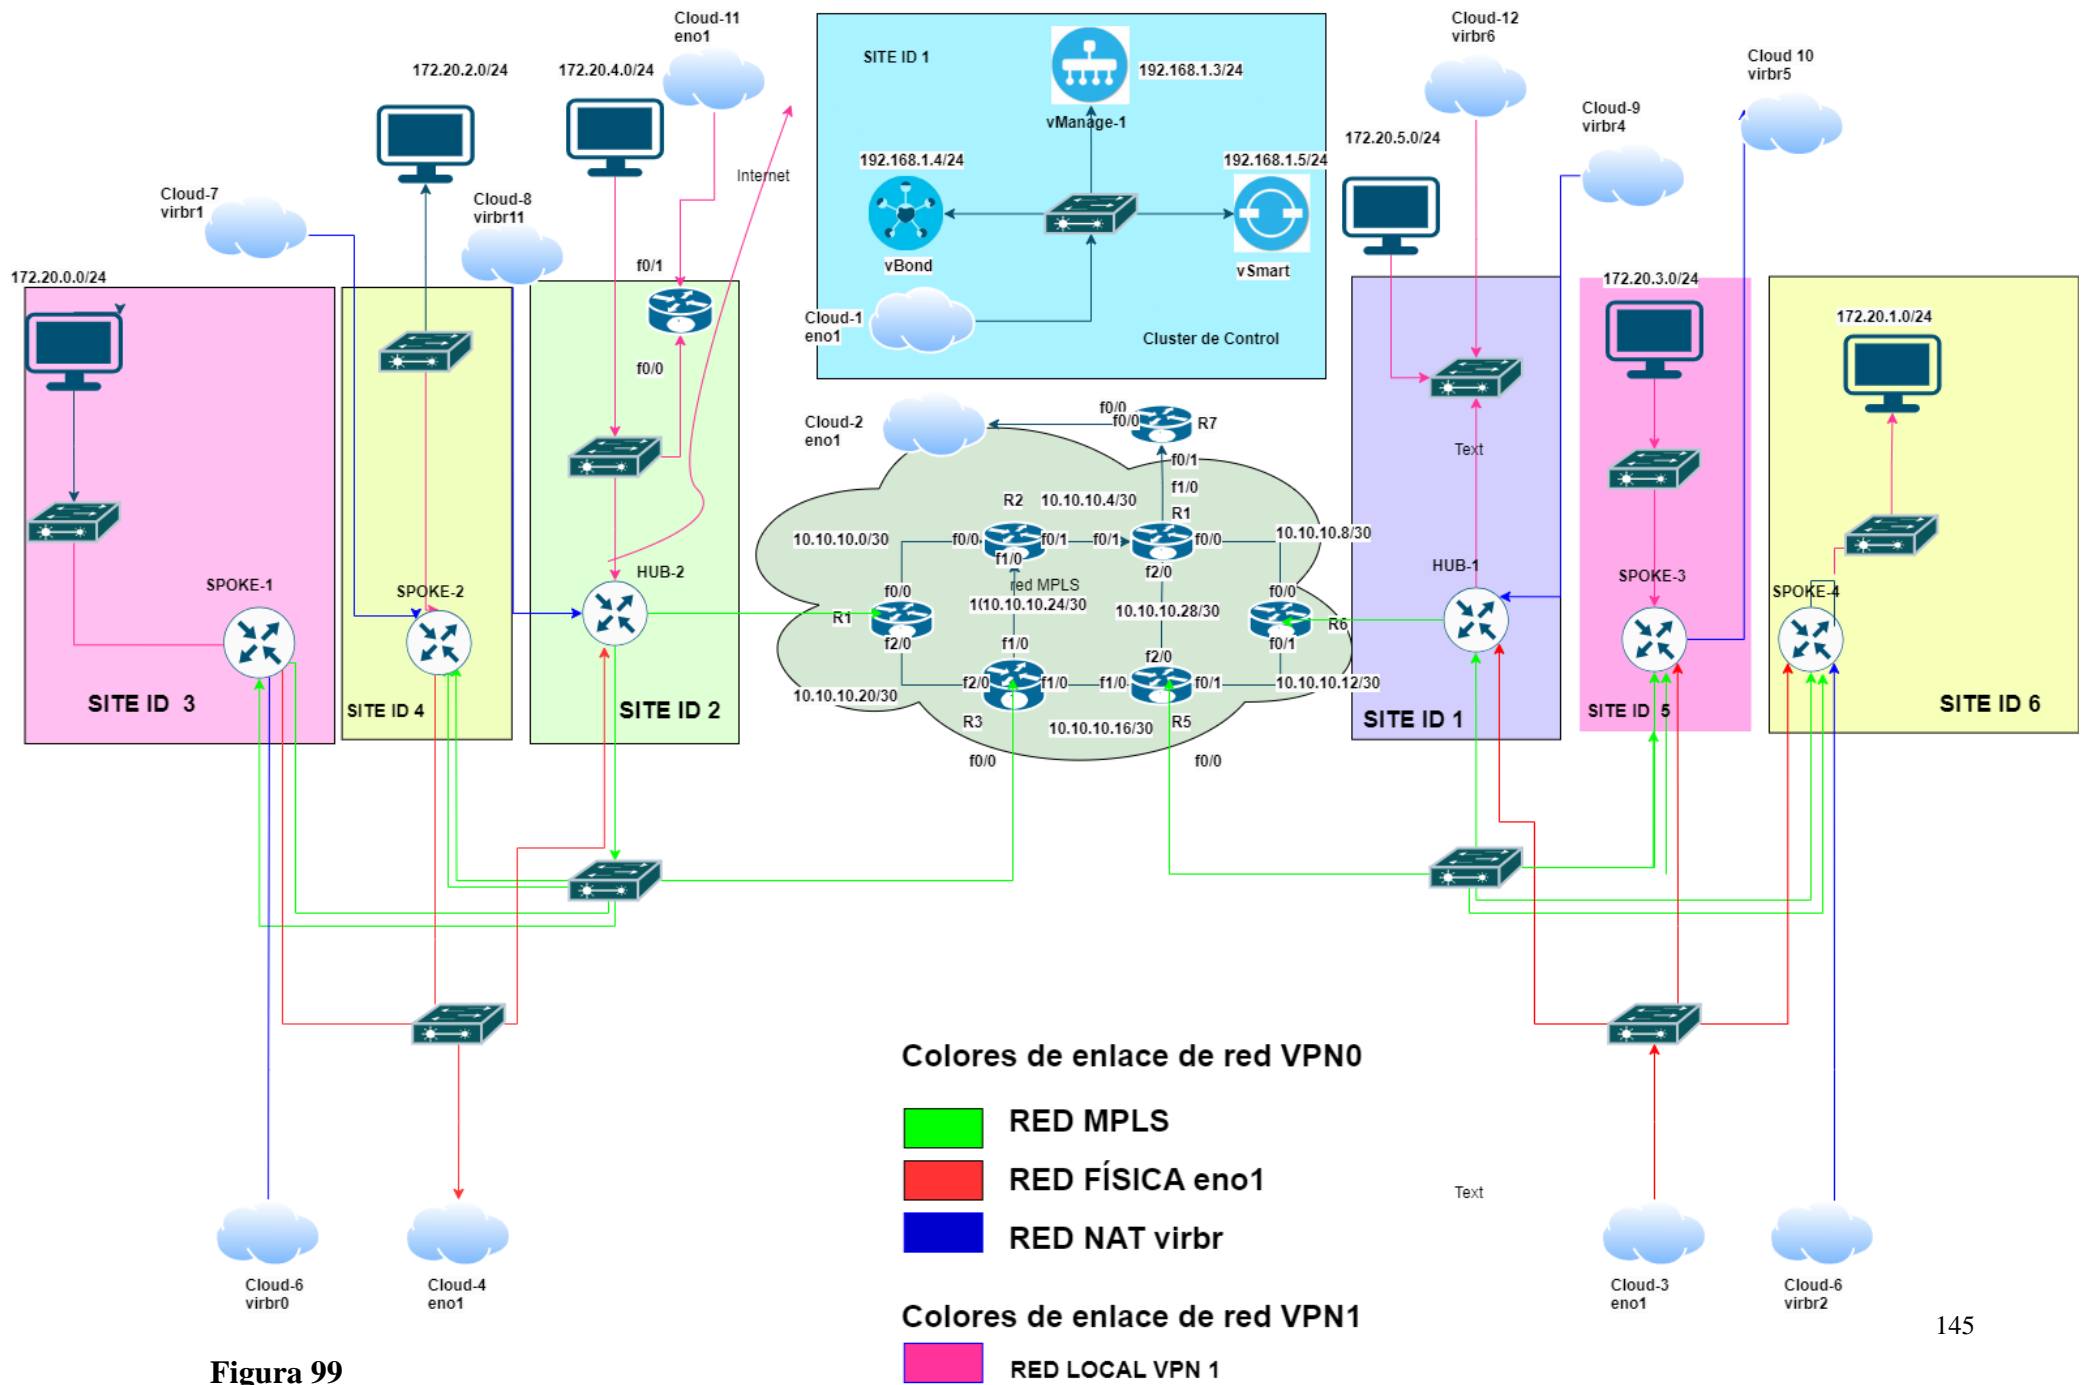 Cloud-11
eno1
172.20.2.0/24
172.20.4.0/24
Cloud-7
virbr1
Cloud-8
virbr11
Internet
172.20.0.0/24
f0/1
f0/0
SITE ID 1
192.168.1.3/24
vManage-1
192.168.1.4/24
192.168.1.5/24
vBond
vSmart
Cloud-1
eno1
Cluster de Control
Cloud-12
virbr6
Cloud 10
virbr5
Cloud-9
virbr4
172.20.5.0/24
172.20.3.0/24
172.20.1.0/24
Cloud-2
eno1
f0/0
f0/0
R7
f0/1
f1/0
R2
10.10.10.4/30
R1
10.10.10.0/30
f0/0
f0/1
f0/1
f0/0
10.10.10.8/30
f1/0
f2/0
red MPLS
10.10.10.24/30
10.10.10.28/30
f0/0
f0/0
R1
R6
f2/0
f1/0
f2/0
f0/1
f2/0
f1/0
f1/0
f0/1
10.10.10.20/30
10.10.10.12/30
R3
10.10.10.16/30
R5
f0/0
f0/0
Text
SPOKE-1
SPOKE-2
HUB-2
HUB-1
SPOKE-3
SPOKE-4
SITE ID 3
SITE ID 4
SITE ID 2
SITE ID 1
SITE ID 5
SITE ID 6
Colores de enlace de red VPN0
RED MPLS
RED FÍSICA eno1
RED NAT virbr
Text
Cloud-6
virbr0
Cloud-4
eno1
Cloud-3
eno1
Cloud-6
virbr2
Colores de enlace de red VPN1
RED LOCAL VPN 1
145
Figura 99